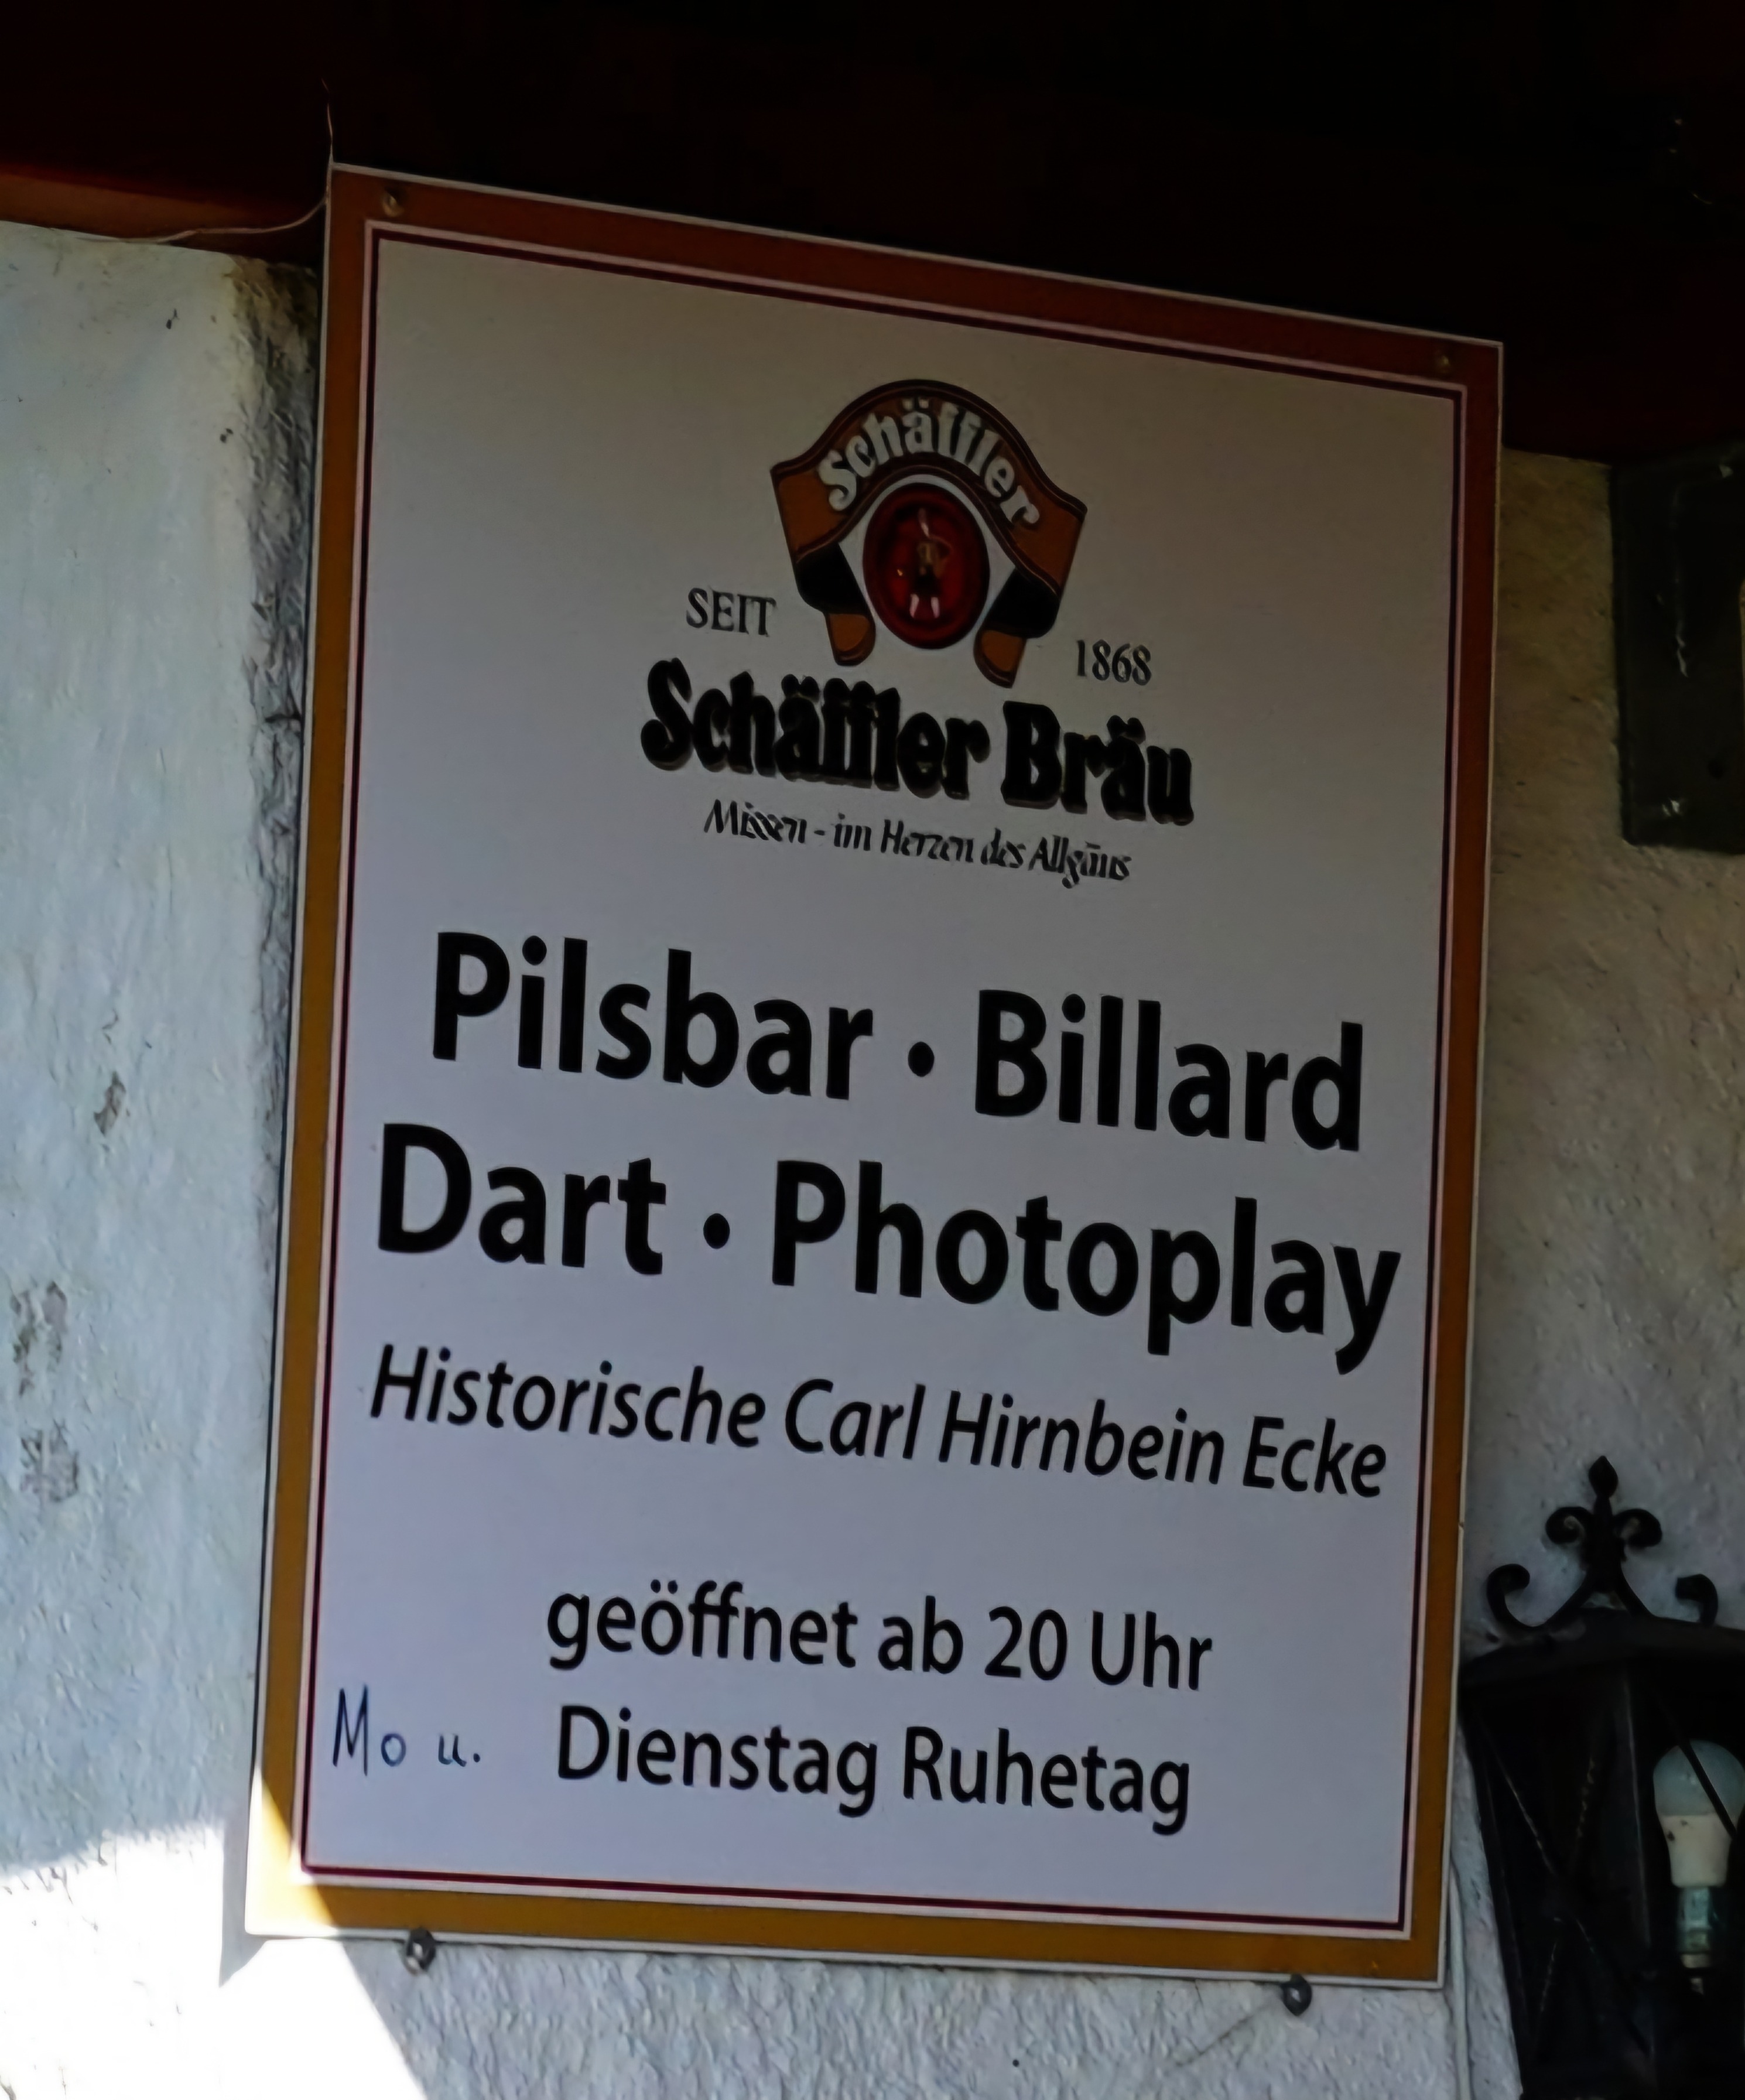 Schäffler
SEIT 1868
Schäffler Bräu
Missen - im Herzen des Allgäus
Pilsbar • Billard
Dart • Photoplay
Historische Carl Hirnbein Ecke
geöffnet ab 20 Uhr
Mo u. Dienstag Ruhetag